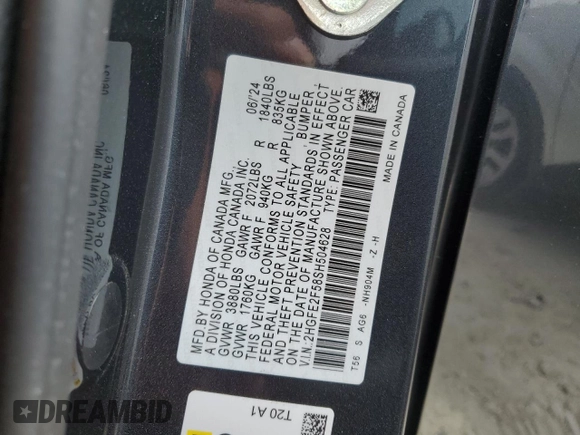 MFD.BY HONDA OF CANADA MFG., 06/'24
A DIVISION OF HONDA CANADA INC.
GVWR 3880LBS GAWR F 2072LBS R 1840LBS
GVWR 1760KG GAWR F 940KG R 835KG
THIS VEHICLE CONFORMS TO ALL APPLICABLE
FEDERAL MOTOR VEHICLE SAFETY , BUMPER ,
AND THEFT PREVENTION STANDARDS IN EFFECT
ON THE DATE OF MANUFACTURE SHOWN ABOVE.
V.I.N.:2HGFE2F58SH504628 TYPE: PASSENGER CAR
T56 S AG6 -NH904M -Z -H
MADE IN CANADA
T20 A1
DREAMBID